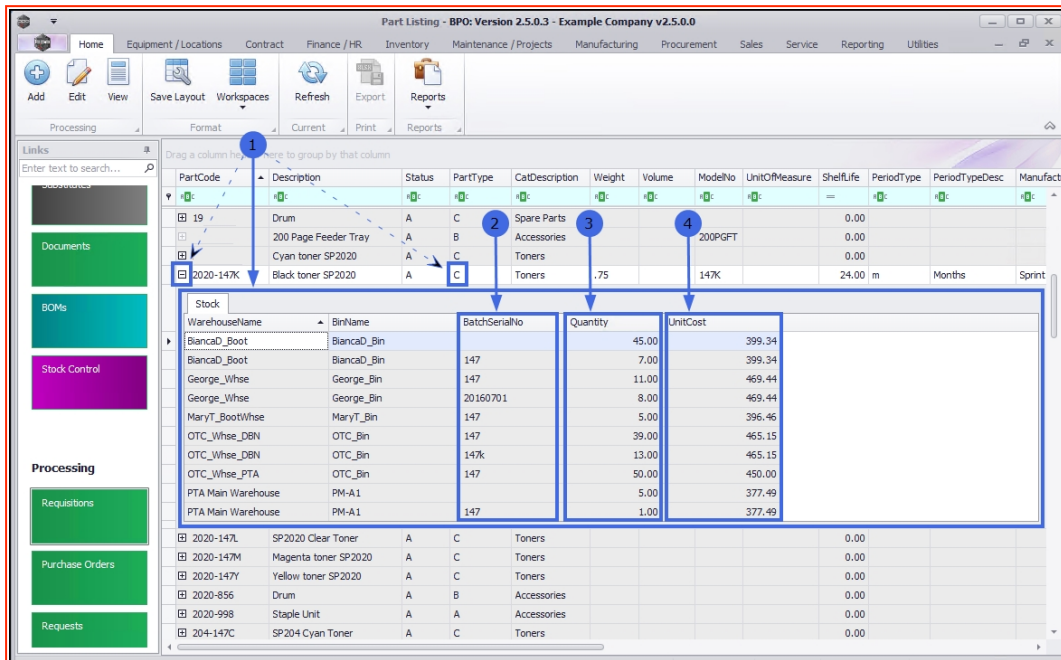 Part Listing - BPO: Version 2.5.0.3 - Example Company v2.5.0.0
Home Equipment / Locations Contract Finance / HR Inventory Maintenance / Projects Manufacturing Procurement Sales Service Reporting Utilities
Add Edit View Save Layout Workspaces Refresh Export Reports
Processing Format Current Print Reports
Links
Enter text to search...
Substitutes
Documents
BOMs
Stock Control
Processing
Requisitions
Purchase Orders
Requests
1
Drag a column here to group by that column
PartCode Description Status PartType CatDescription Weight Volume ModelNo UnitOfMeasure ShelfLife PeriodType PeriodTypeDesc Manufact
=
19 Drum A C Spare Parts 0.00
200 Page Feeder Tray A B Accessories 200PGFT 0.00
Cyan toner SP2020 A C Toners 0.00
2020-147K Black toner SP2020 A C Toners .75 147K 24.00 m Months Sprint
2 3 4
Stock
WarehouseName BinName BatchSerialNo Quantity UnitCost
BiancaD_Boot BiancaD_Bin 45.00 399.34
BiancaD_Boot BiancaD_Bin 147 7.00 399.34
George_Whse George_Bin 147 11.00 469.44
George_Whse George_Bin 20160701 8.00 469.44
MaryT_BootWhse MaryT_Bin 147 5.00 396.46
OTC_Whse_DBN OTC_Bin 147 39.00 465.15
OTC_Whse_DBN OTC_Bin 147k 13.00 465.15
OTC_Whse_PTA OTC_Bin 147 50.00 450.00
PTA Main Warehouse PM-A1 5.00 377.49
PTA Main Warehouse PM-A1 147 1.00 377.49
2020-147L SP2020 Clear Toner A C Toners 0.00
2020-147M Magenta toner SP2020 A C Toners 0.00
2020-147Y Yellow toner SP2020 A C Toners 0.00
2020-856 Drum A B Accessories 0.00
2020-998 Staple Unit A A Accessories 0.00
204-147C SP204 Cyan Toner A C Toners 0.00